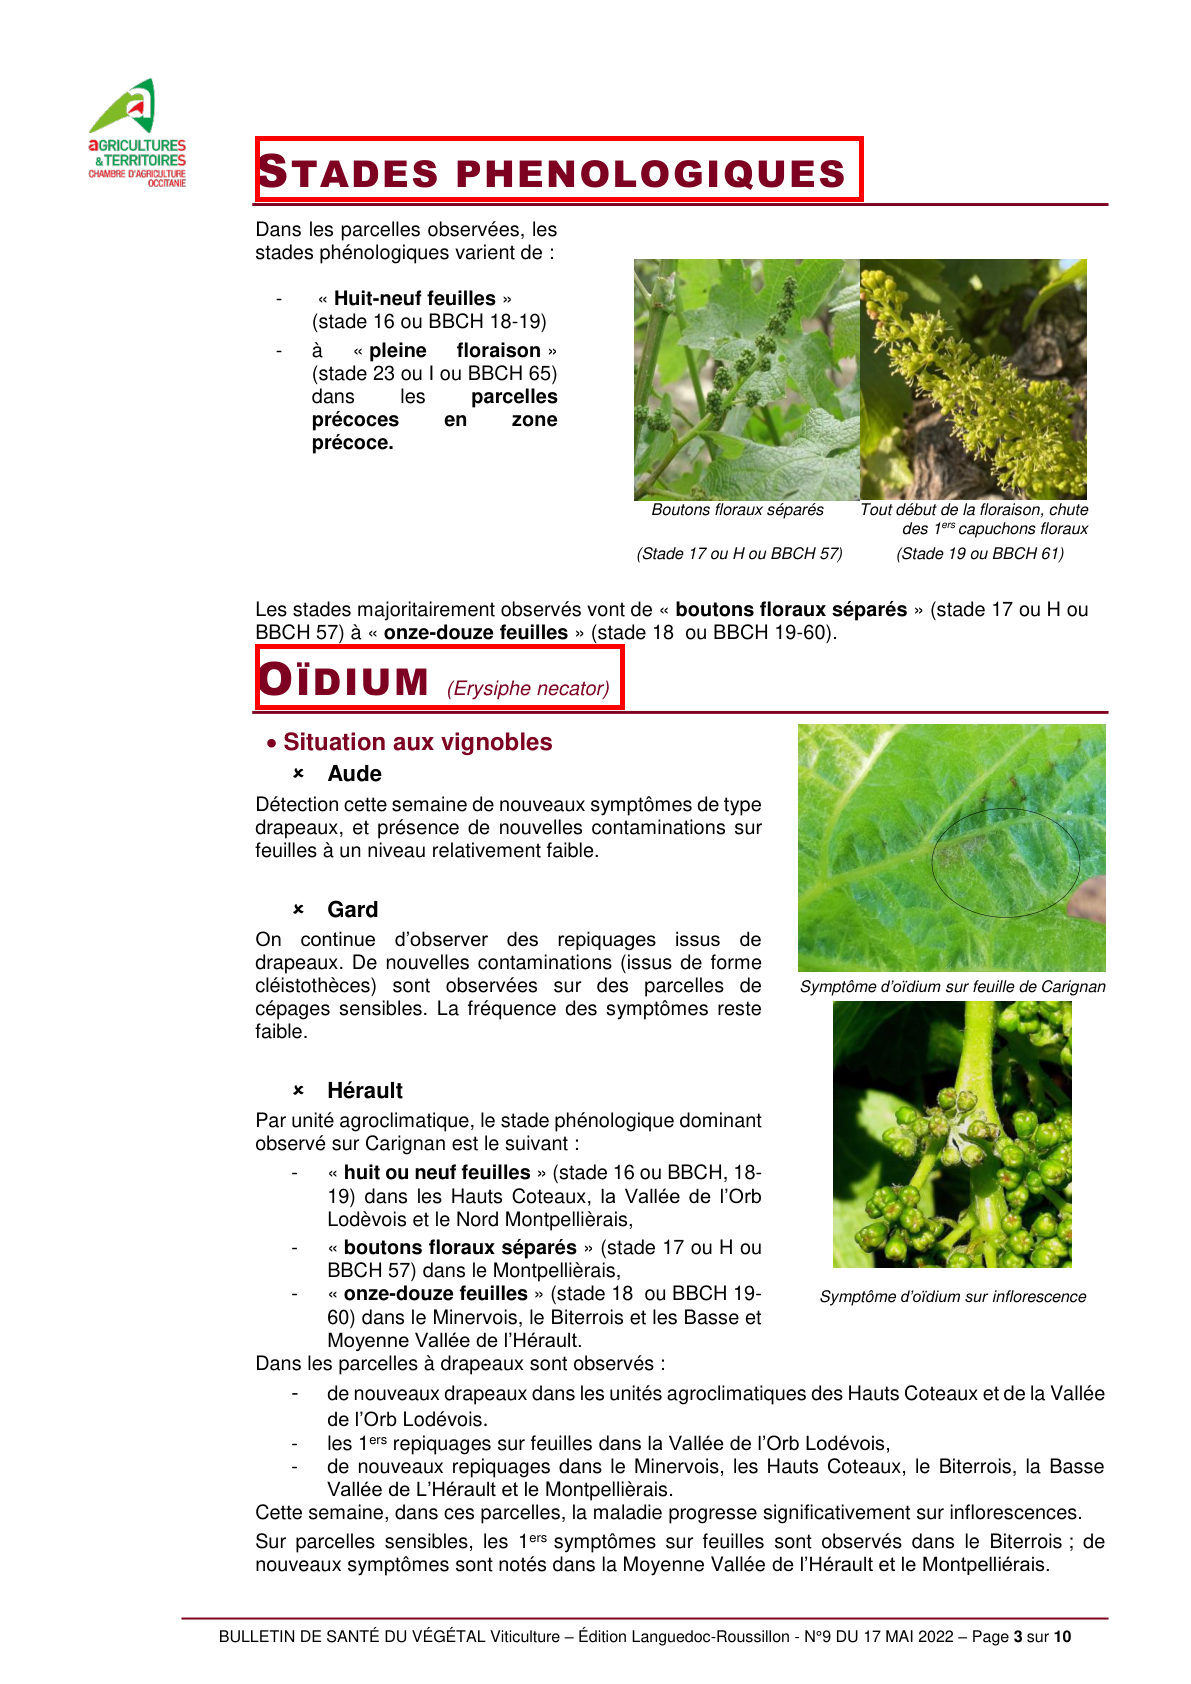 aGRICULTURES
& TERRITOIRES
CHAMBRE D'AGRICULTURE
OCCITANIE
STADES PHENOLOGIQUES
Dans les parcelles observées, les
stades phénologiques varient de :
- « Huit-neuf feuilles »
(stade 16 ou BBCH 18-19)
- à « pleine floraison »
(stade 23 ou I ou BBCH 65)
dans les parcelles
précoces en zone
précoce.
Boutons floraux séparés
(Stade 17 ou H ou BBCH 57)
Tout début de la floraison, chute
des 1ers capuchons floraux
(Stade 19 ou BBCH 61)
Les stades majoritairement observés vont de « boutons floraux séparés » (stade 17 ou H ou
BBCH 57) à « onze-douze feuilles » (stade 18 ou BBCH 19-60).
OÏDIUM (Erysiphe necator)
• Situation aux vignobles
× Aude
Détection cette semaine de nouveaux symptômes de type
drapeaux, et présence de nouvelles contaminations sur
feuilles à un niveau relativement faible.
× Gard
On continue d'observer des repiquages issus de
drapeaux. De nouvelles contaminations (issus de forme
cléistothèces) sont observées sur des parcelles de
cépages sensibles. La fréquence des symptômes reste
faible.
Symptôme d'oïdium sur feuille de Carignan
× Hérault
Par unité agroclimatique, le stade phénologique dominant
observé sur Carignan est le suivant :
- « huit ou neuf feuilles » (stade 16 ou BBCH, 18-
19) dans les Hauts Coteaux, la Vallée de l'Orb
Lodèvois et le Nord Montpellièrais,
- « boutons floraux séparés » (stade 17 ou H ou
BBCH 57) dans le Montpellièrais,
- « onze-douze feuilles » (stade 18 ou BBCH 19-
60) dans le Minervois, le Biterrois et les Basse et
Moyenne Vallée de l'Hérault.
Symptôme d'oïdium sur inflorescence
Dans les parcelles à drapeaux sont observés :
- de nouveaux drapeaux dans les unités agroclimatiques des Hauts Coteaux et de la Vallée
de l'Orb Lodévois.
- les 1ers repiquages sur feuilles dans la Vallée de l'Orb Lodévois,
- de nouveaux repiquages dans le Minervois, les Hauts Coteaux, le Biterrois, la Basse
Vallée de L'Hérault et le Montpellièrais.
Cette semaine, dans ces parcelles, la maladie progresse significativement sur inflorescences.
Sur parcelles sensibles, les 1ers symptômes sur feuilles sont observés dans le Biterrois ; de
nouveaux symptômes sont notés dans la Moyenne Vallée de l'Hérault et le Montpelliérais.
BULLETIN DE SANTÉ DU VÉGÉTAL Viticulture – Édition Languedoc-Roussillon - N°9 DU 17 MAI 2022 – Page 3 sur 10